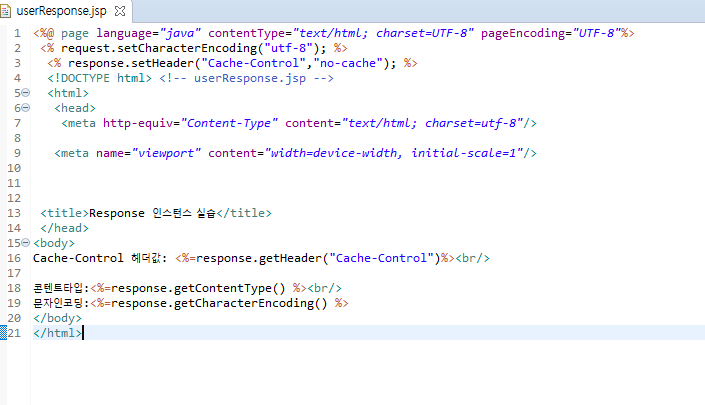 userResponse.jsp
1 <%@ page language="java" contentType="text/html; charset=UTF-8" pageEncoding="UTF-8"%>
2 <% request.setCharacterEncoding("utf-8"); %>
3 <% response.setHeader("Cache-Control","no-cache"); %>
4 <!DOCTYPE html> <!-- userResponse.jsp -->
5 <html>
6 <head>
7 <meta http-equiv="Content-Type" content="text/html; charset=utf-8"/>
8
9 <meta name="viewport" content="width=device-width, initial-scale=1"/>
10
11
12
13 <title>Response 인스턴스 실습</title>
14 </head>
15 <body>
16 Cache-Control 헤더값: <%=response.getHeader("Cache-Control")%><br/>
17
18 콘텐트타입:<%=response.getContentType() %><br/>
19 문자인코딩:<%=response.getCharacterEncoding() %>
20 </body>
21 </html>